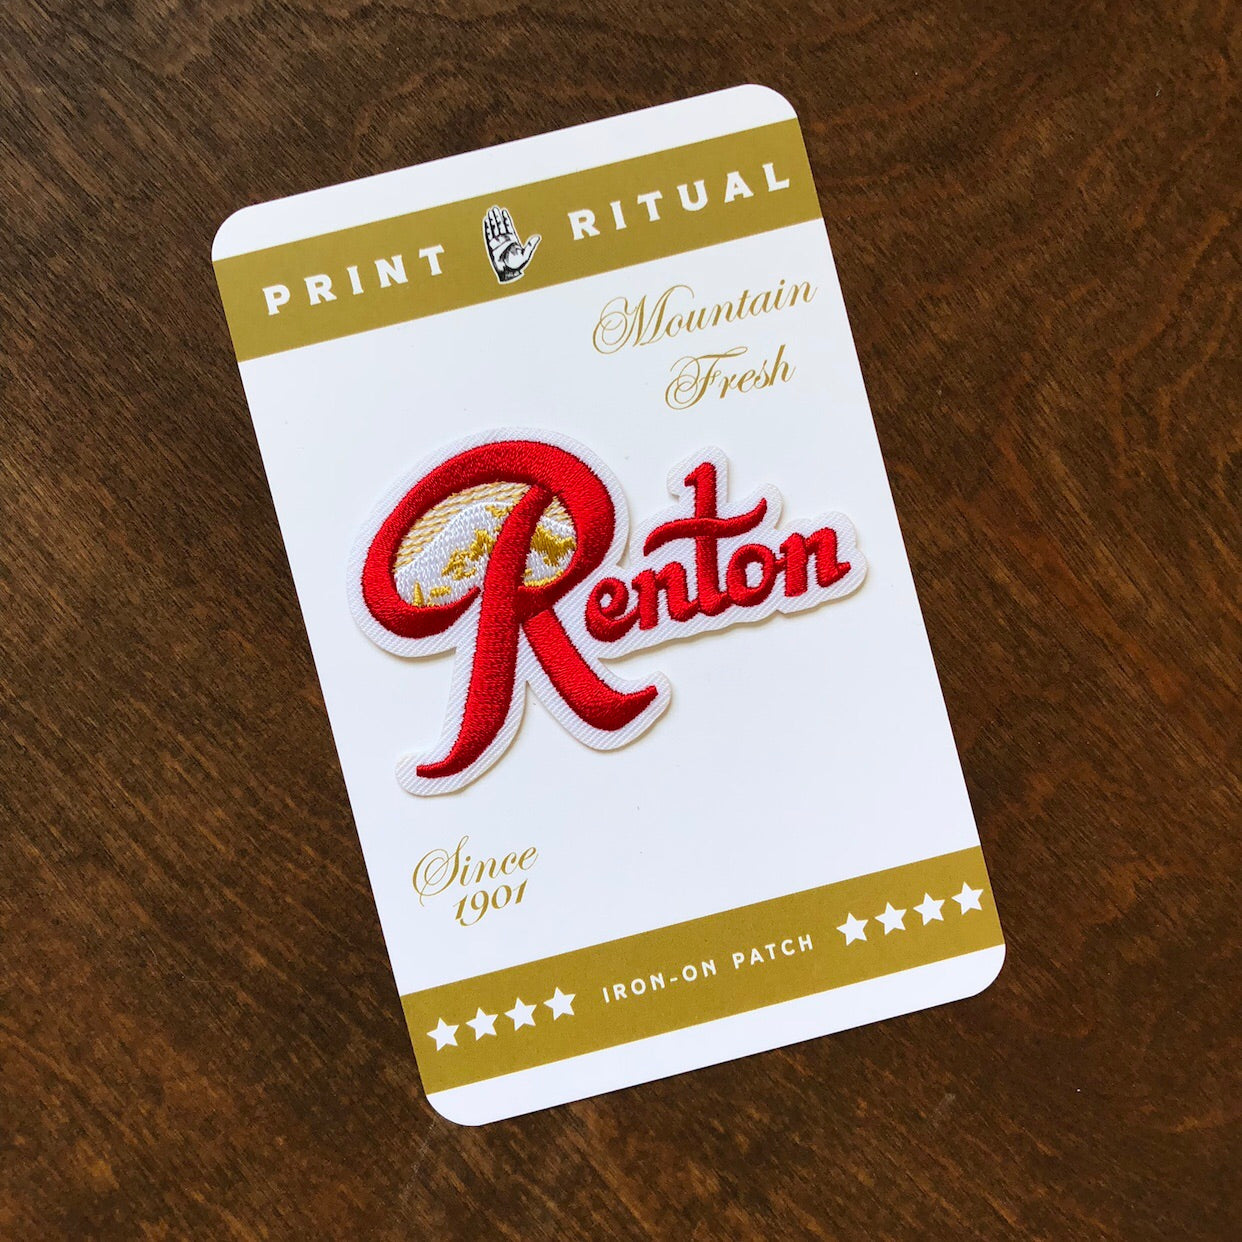 PRINT RITUAL
Mountain
Fresh
Renton
Since
1901
IRON-ON PATCH